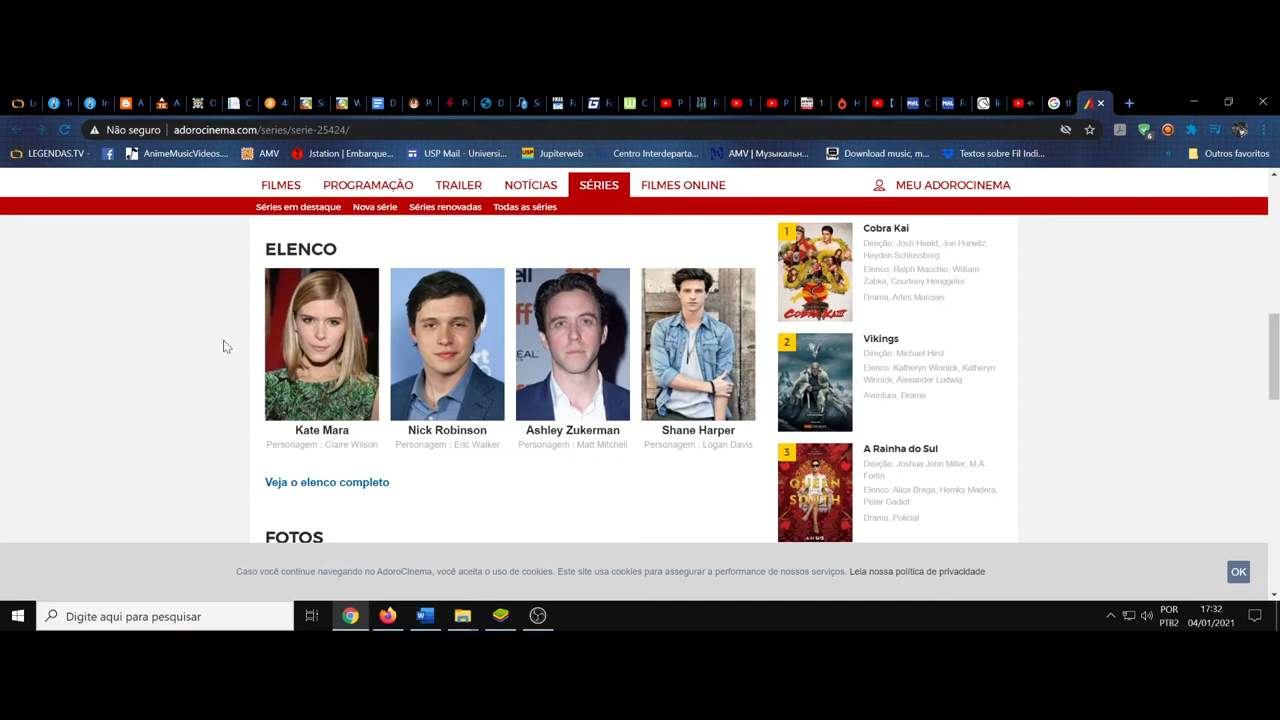 Não seguro adorocinema.com/series/serie-25424/
LEGENDAS.TV AnimeMusicVideos.... AMV Jstation | Embarque... USP Mail - Universi... Jupiterweb Centro Interdeparta... AMV | Музыкальн... Download music, m... Textos sobre Fil Indi... » Outros favoritos
FILMES PROGRAMAÇÃO TRAILER NOTÍCIAS SÉRIES FILMES ONLINE MEU ADOROCINEMA
Séries em destaque Nova série Séries renovadas Todas as séries
ELENCO
Kate Mara
Personagem : Claire Wilson
Nick Robinson
Personagem : Eric Walker
Ashley Zukerman
Personagem : Matt Mitchell
Shane Harper
Personagem : Logan Davis
Veja o elenco completo
FOTOS
1
COBRA KAI
Cobra Kai
Direção: Josh Heald, Jon Hurwitz,
Hayden Schlossberg
Elenco: Ralph Macchio, William
Zabka, Courtney Henggeler
Drama, Artes Marciais
2
Vikings
Direção: Michael Hirst
Elenco: Katheryn Winnick, Katheryn
Winnick, Alexander Ludwig
Aventura, Drama
3
QUEEN
SOUTH
A Rainha do Sul
Direção: Joshua John Miller, M.A.
Fortin
Elenco: Alice Braga, Hemky Madera,
Peter Gadiot
Drama, Policial
Caso você continue navegando no AdoroCinema, você aceita o uso de cookies. Este site usa cookies para assegurar a performance de nossos serviços. Leia nossa política de privacidade
OK
Digite aqui para pesquisar
POR
PTB2
17:32
04/01/2021